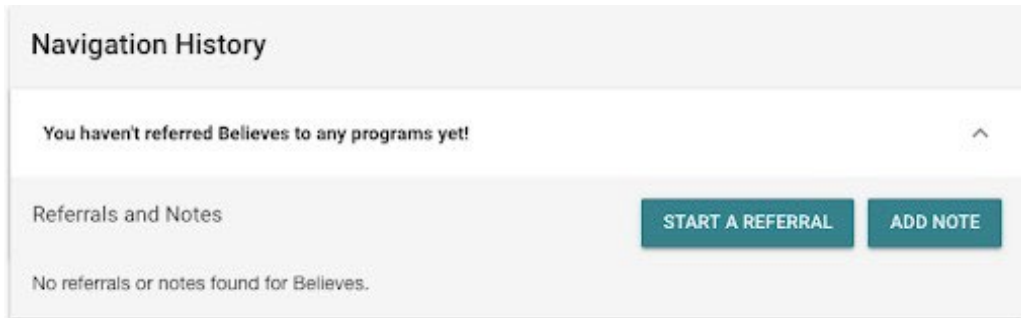 Navigation History
You haven't referred Believes to any programs yet!
Referrals and Notes
START A REFERRAL
ADD NOTE
No referrals or notes found for Believes.